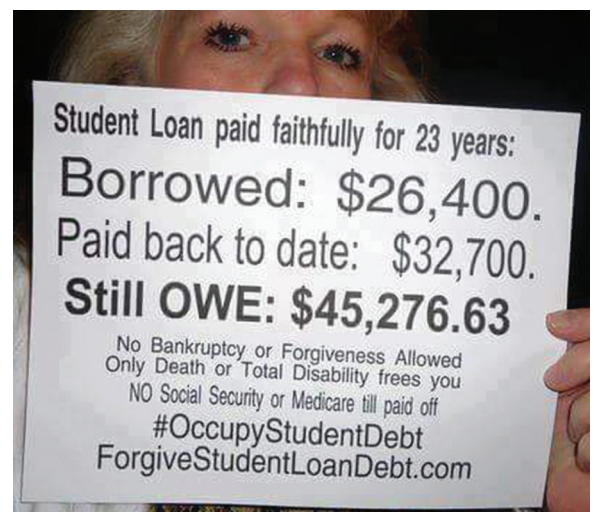 Student Loan paid faithfully for 23 years:
Borrowed: $26,400.
Paid back to date: $32,700.
Still OWE: $45,276.63
No Bankruptcy or Forgiveness Allowed
Only Death or Total Disability frees you
NO Social Security or Medicare till paid off
#OccupyStudentDebt
ForgiveStudentLoanDebt.com